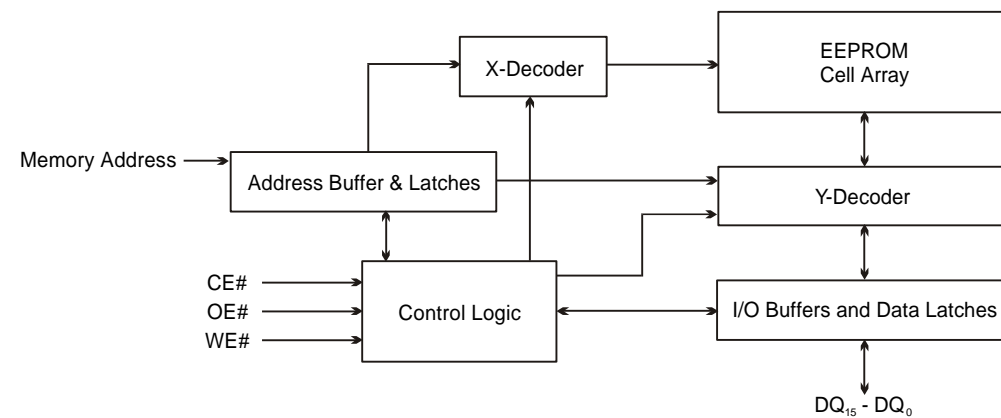 EEPROM
Cell Array
X-Decoder
Memory Address
Address Buffer & Latches
Y-Decoder
CE#
OE#
WE#
Control Logic
I/O Buffers and Data Latches
DQ15 - DQ0